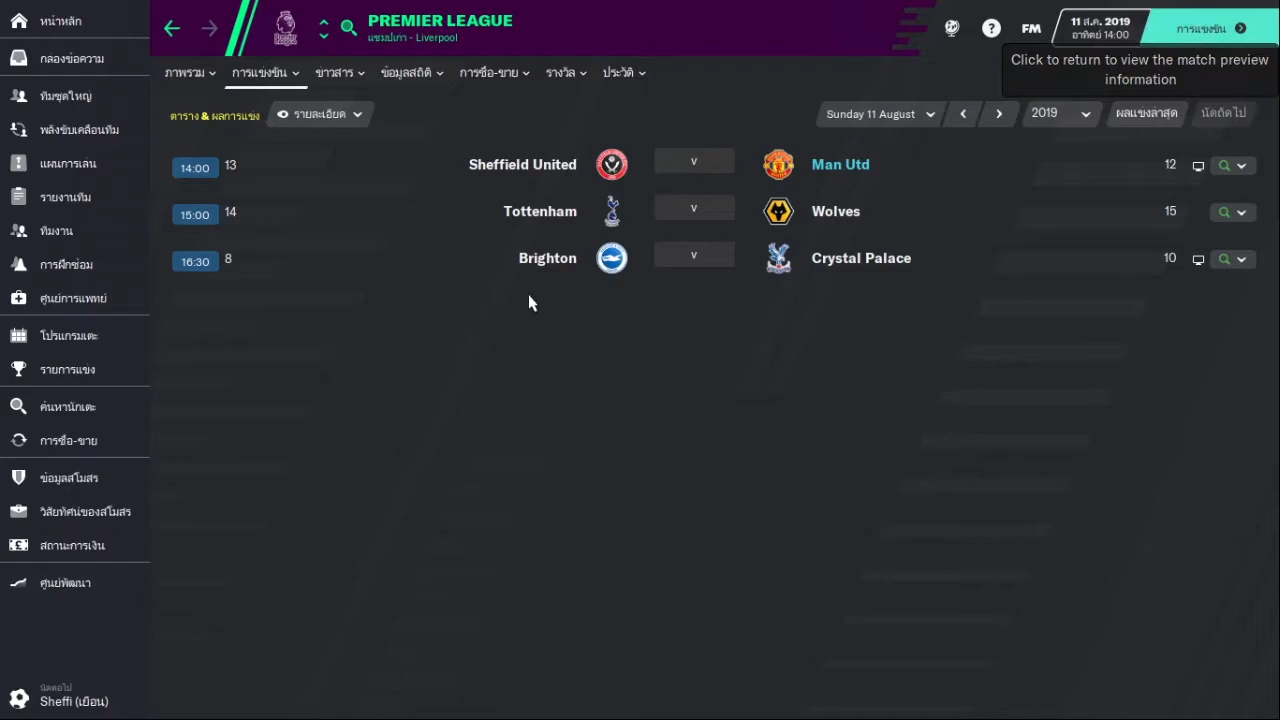 หน้าหลัก
กล่องข้อความ
ทีมชุดใหญ่
พลังขับเคลื่อนทีม
แผนการเล่น
รายงานทีม
ทีมงาน
การฝึกซ้อม
ศูนย์การแพทย์
โปรแกรมเตะ
รายการแข่ง
ค้นหานักเตะ
การซื้อ-ขาย
ข้อมูลสโมสร
วิสัยทัศน์ของสโมสร
สถานะการเงิน
ศูนย์พัฒนา
นัดต่อไป
Sheffi (เยือน)
PREMIER LEAGUE
แชมป์เก่า - Liverpool
FM
11 ส.ค. 2019
อาทิตย์ 14:00
การแข่งขัน
Click to return to view the match preview
information
ภาพรวม การแข่งขัน ข่าวสาร ข้อมูลสถิติ การซื้อ-ขาย รางวัล ประวัติ
ตาราง & ผลการแข่ง รายละเอียด Sunday 11 August 2019 ผลแข่งล่าสุด นัดถัดไป
14:00 13 Sheffield United v Man Utd 12
15:00 14 Tottenham v Wolves 15
16:30 8 Brighton v Crystal Palace 10